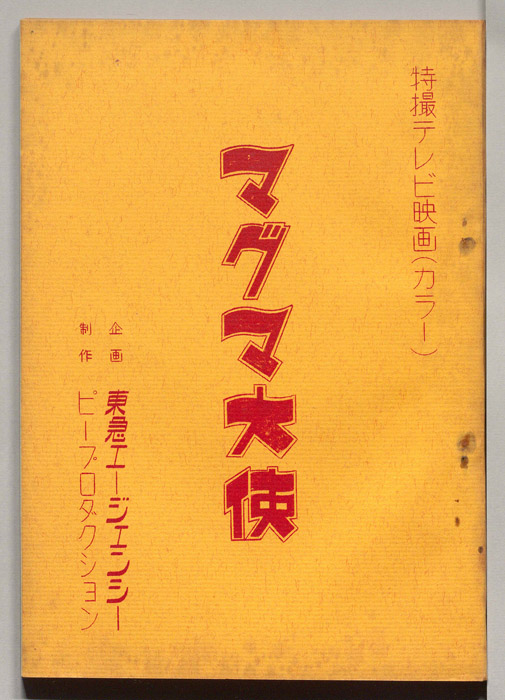 特撮テレビ映画(カラー)
マグマ大使
企画 東急エージェンシー
制作 ピープロダクション